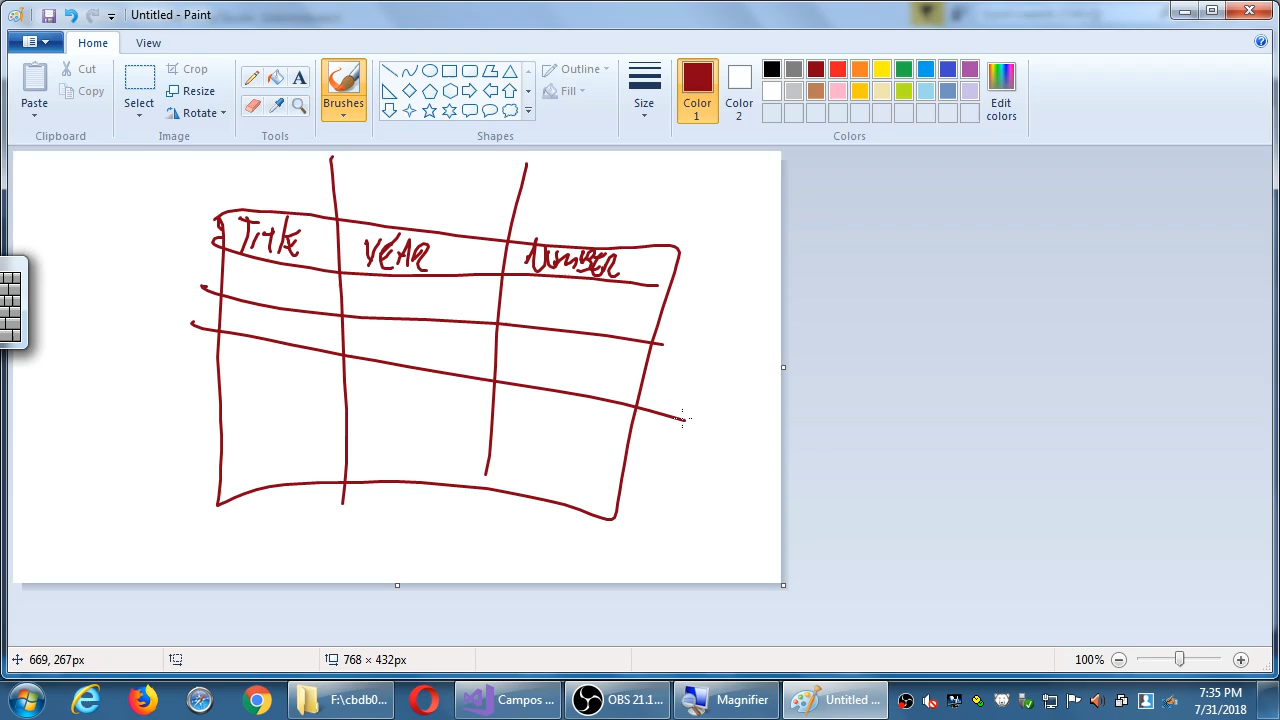 Untitled - Paint
Home View
Paste
Cut
Copy
Clipboard
Select
Crop
Resize
Rotate
Image
Tools
Brushes
Shapes
Outline
Fill
Size
Color 1
Color 2
Edit colors
Colors
Title YEAR NUMBER
669, 267px 768 × 432px 100%
F:\cbdb0... Campos ... OBS 21.1.... Magnifier Untitled ... 7:35 PM
7/31/2018